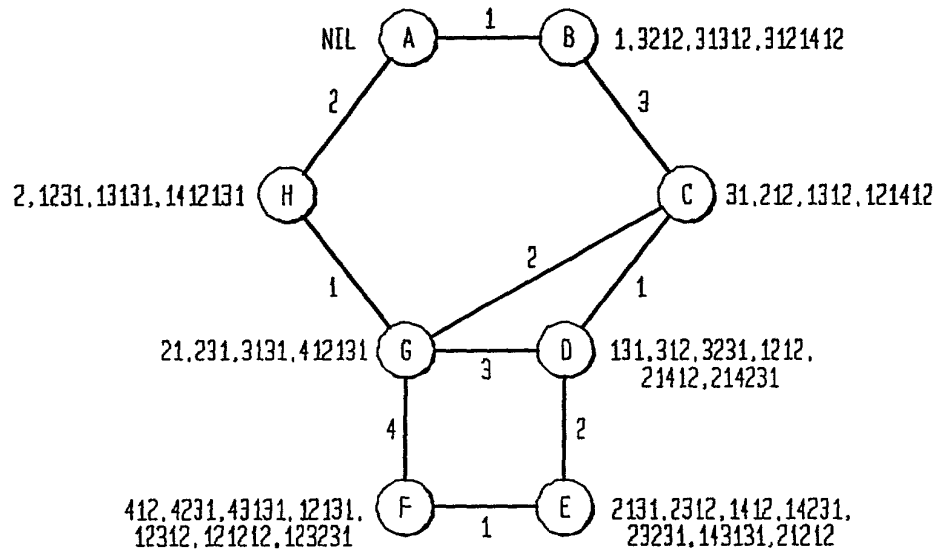 1
NIL A B 1,3212,31312,3121412
2 3
2,1231,13131,1412131 H C 31,212,1312,121412
2
1 1
21,231,3131,412131 G D 131,312,3231,1212,
3 21412,214231
4 2
412,4231,43131,12131, F E 2131,2312,1412,14231,
12312,121212,123231 1 23231,143131,21212